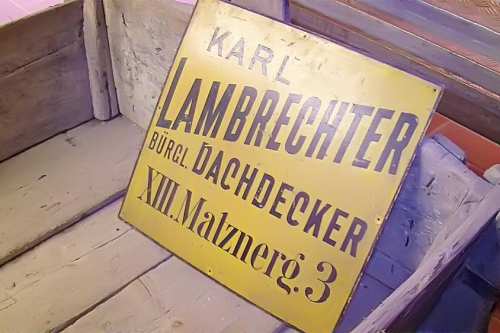 KARL
LAMBRECHTER
BÜRGL. DACHDECKER
XIII. Matznerg. 3